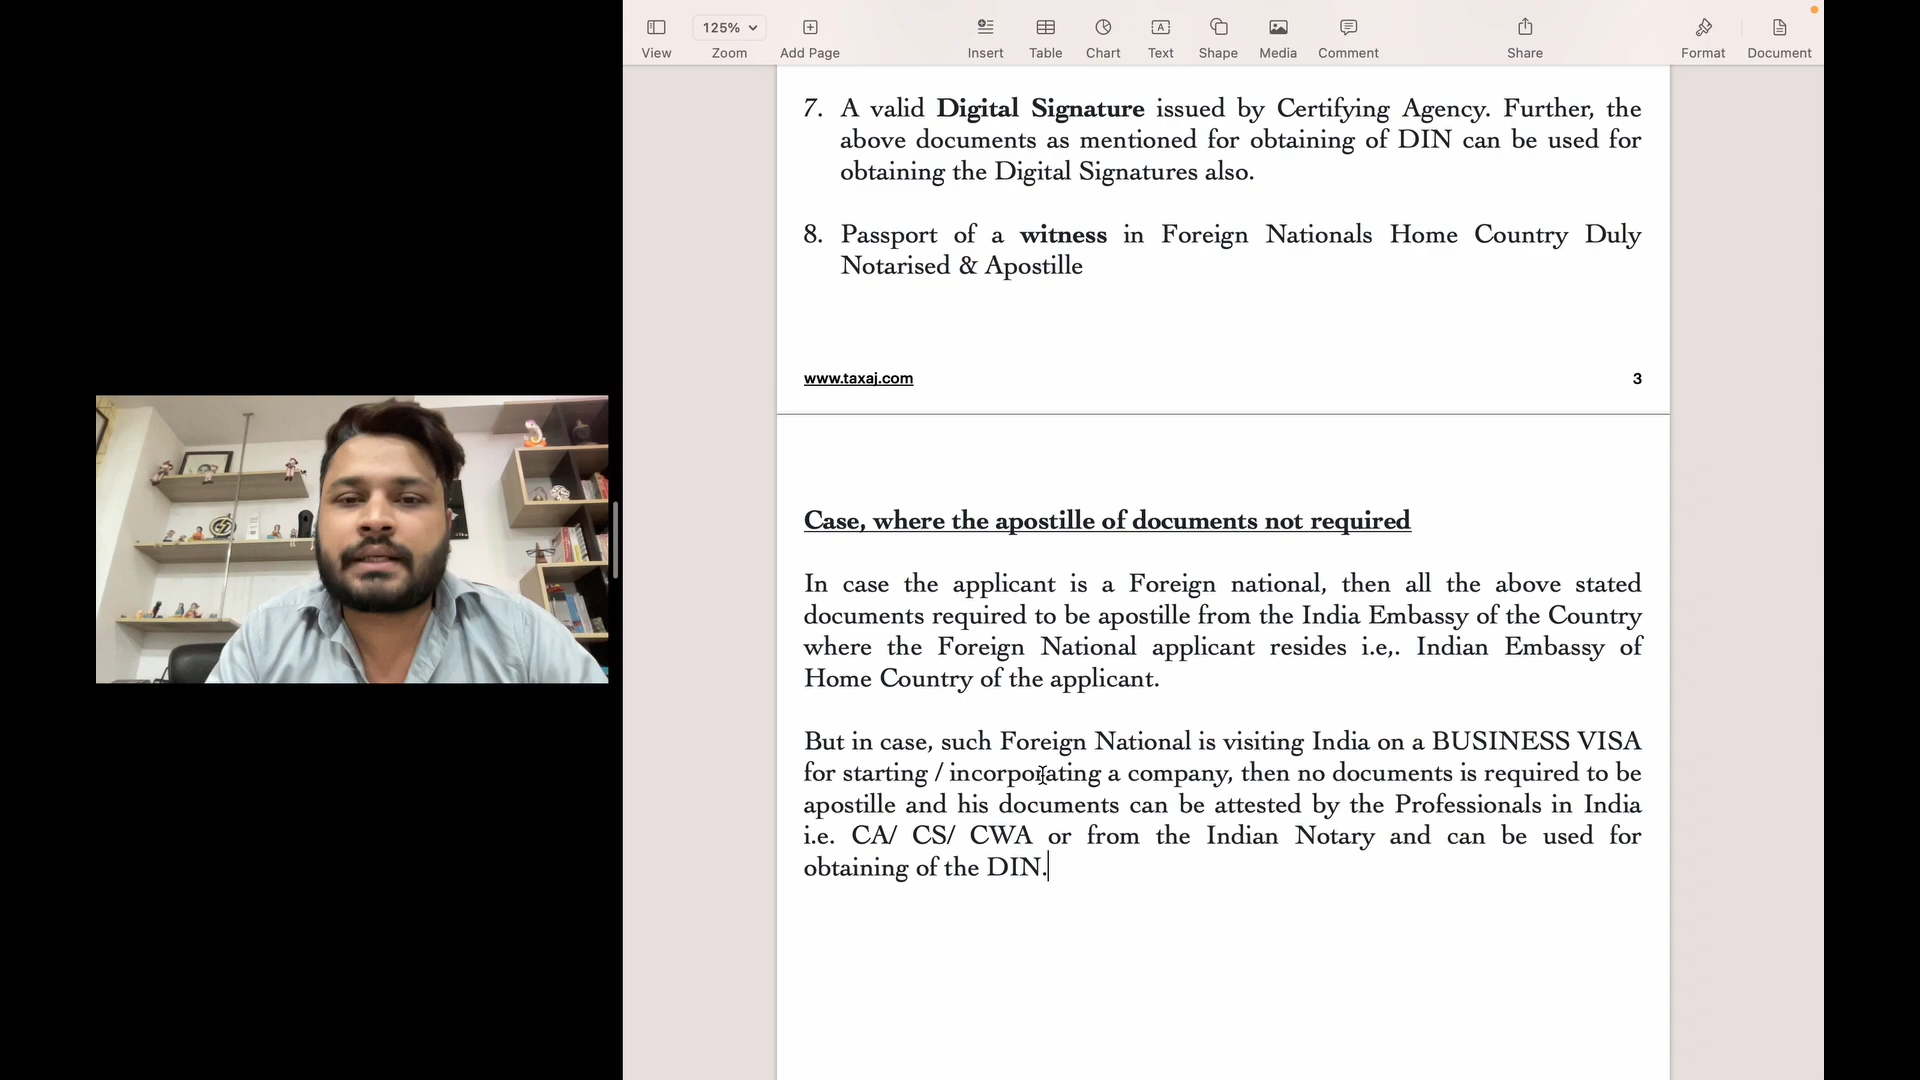 125%
View
Zoom
Add Page
Insert
Table
Chart
Text
Shape
Media
Comment
Share
Format
Document
7. A valid Digital Signature issued by Certifying Agency. Further, the
above documents as mentioned for obtaining of DIN can be used for
obtaining the Digital Signatures also.
8. Passport of a witness in Foreign Nationals Home Country Duly
Notarised & Apostille
www.taxaj.com
3
Case, where the apostille of documents not required
In case the applicant is a Foreign national, then all the above stated
documents required to be apostille from the India Embassy of the Country
where the Foreign National applicant resides i.e,. Indian Embassy of
Home Country of the applicant.
But in case, such Foreign National is visiting India on a BUSINESS VISA
for starting / incorporating a company, then no documents is required to be
apostille and his documents can be attested by the Professionals in India
i.e. CA/ CS/ CWA or from the Indian Notary and can be used for
obtaining of the DIN.